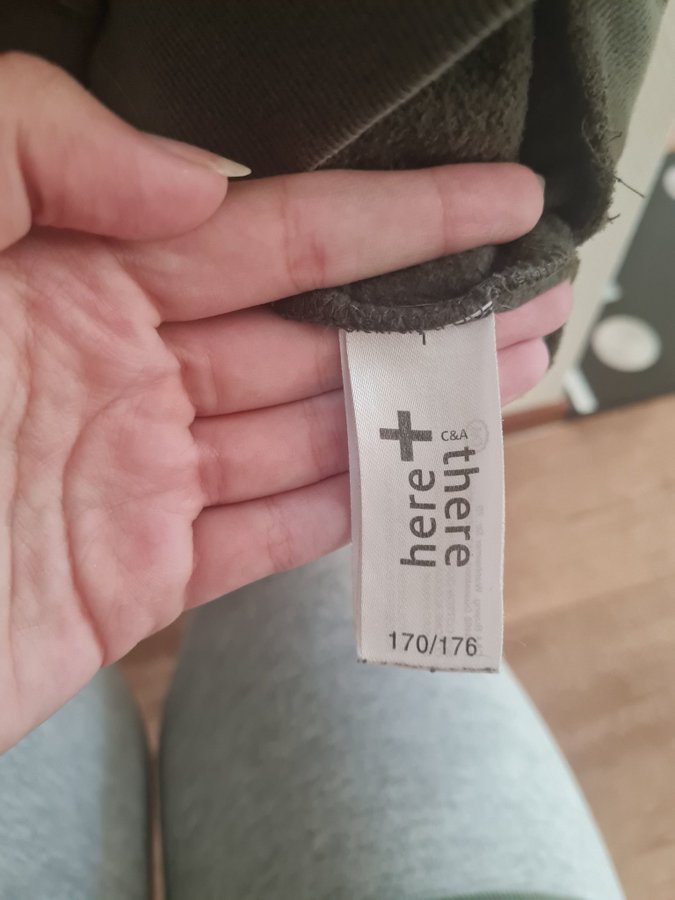 here + there
C&A
170/176